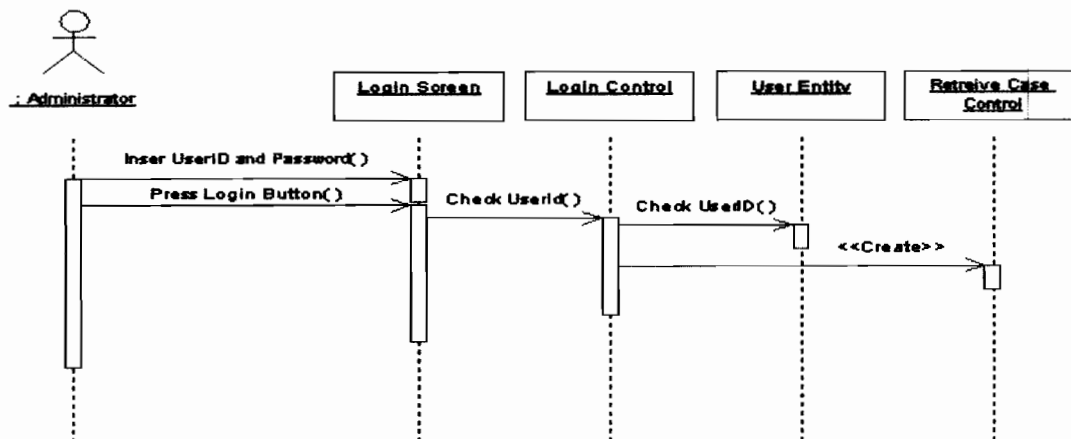 : Administrator
Login Screen
Login Control
User Entity
Retreive Case
Control
Inser UserID and Password()
Press Login Button()
Check UserId()
Check UserID()
<<Create>>